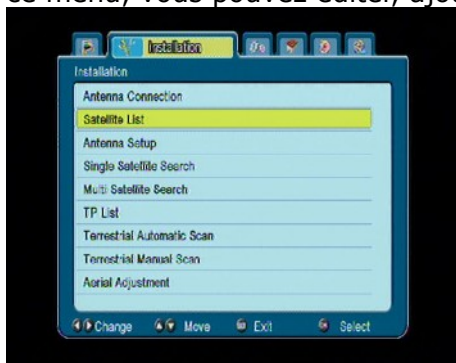 ce menu, vous pouvez éditer, ajou
Installation
Installation
Antenna Connection
Satellite List
Antenna Setup
Single Satellite Search
Multi Satellite Search
TP List
Terrestrial Automatic Scan
Terrestrial Manual Scan
Aerial Adjustment
Change Move Exit Select